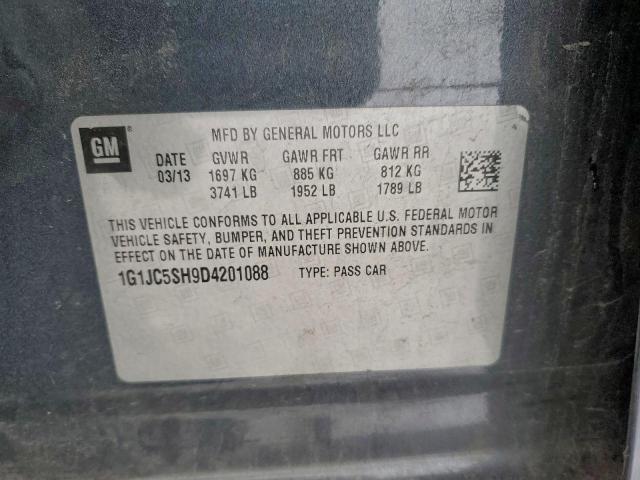 GM
MFD BY GENERAL MOTORS LLC
DATE GVWR GAWR FRT GAWR RR
03/13 1697 KG 885 KG 812 KG
3741 LB 1952 LB 1789 LB
THIS VEHICLE CONFORMS TO ALL APPLICABLE U.S. FEDERAL MOTOR
VEHICLE SAFETY, BUMPER, AND THEFT PREVENTION STANDARDS IN
EFFECT ON THE DATE OF MANUFACTURE SHOWN ABOVE.
1G1JC5SH9D4201088 TYPE: PASS CAR